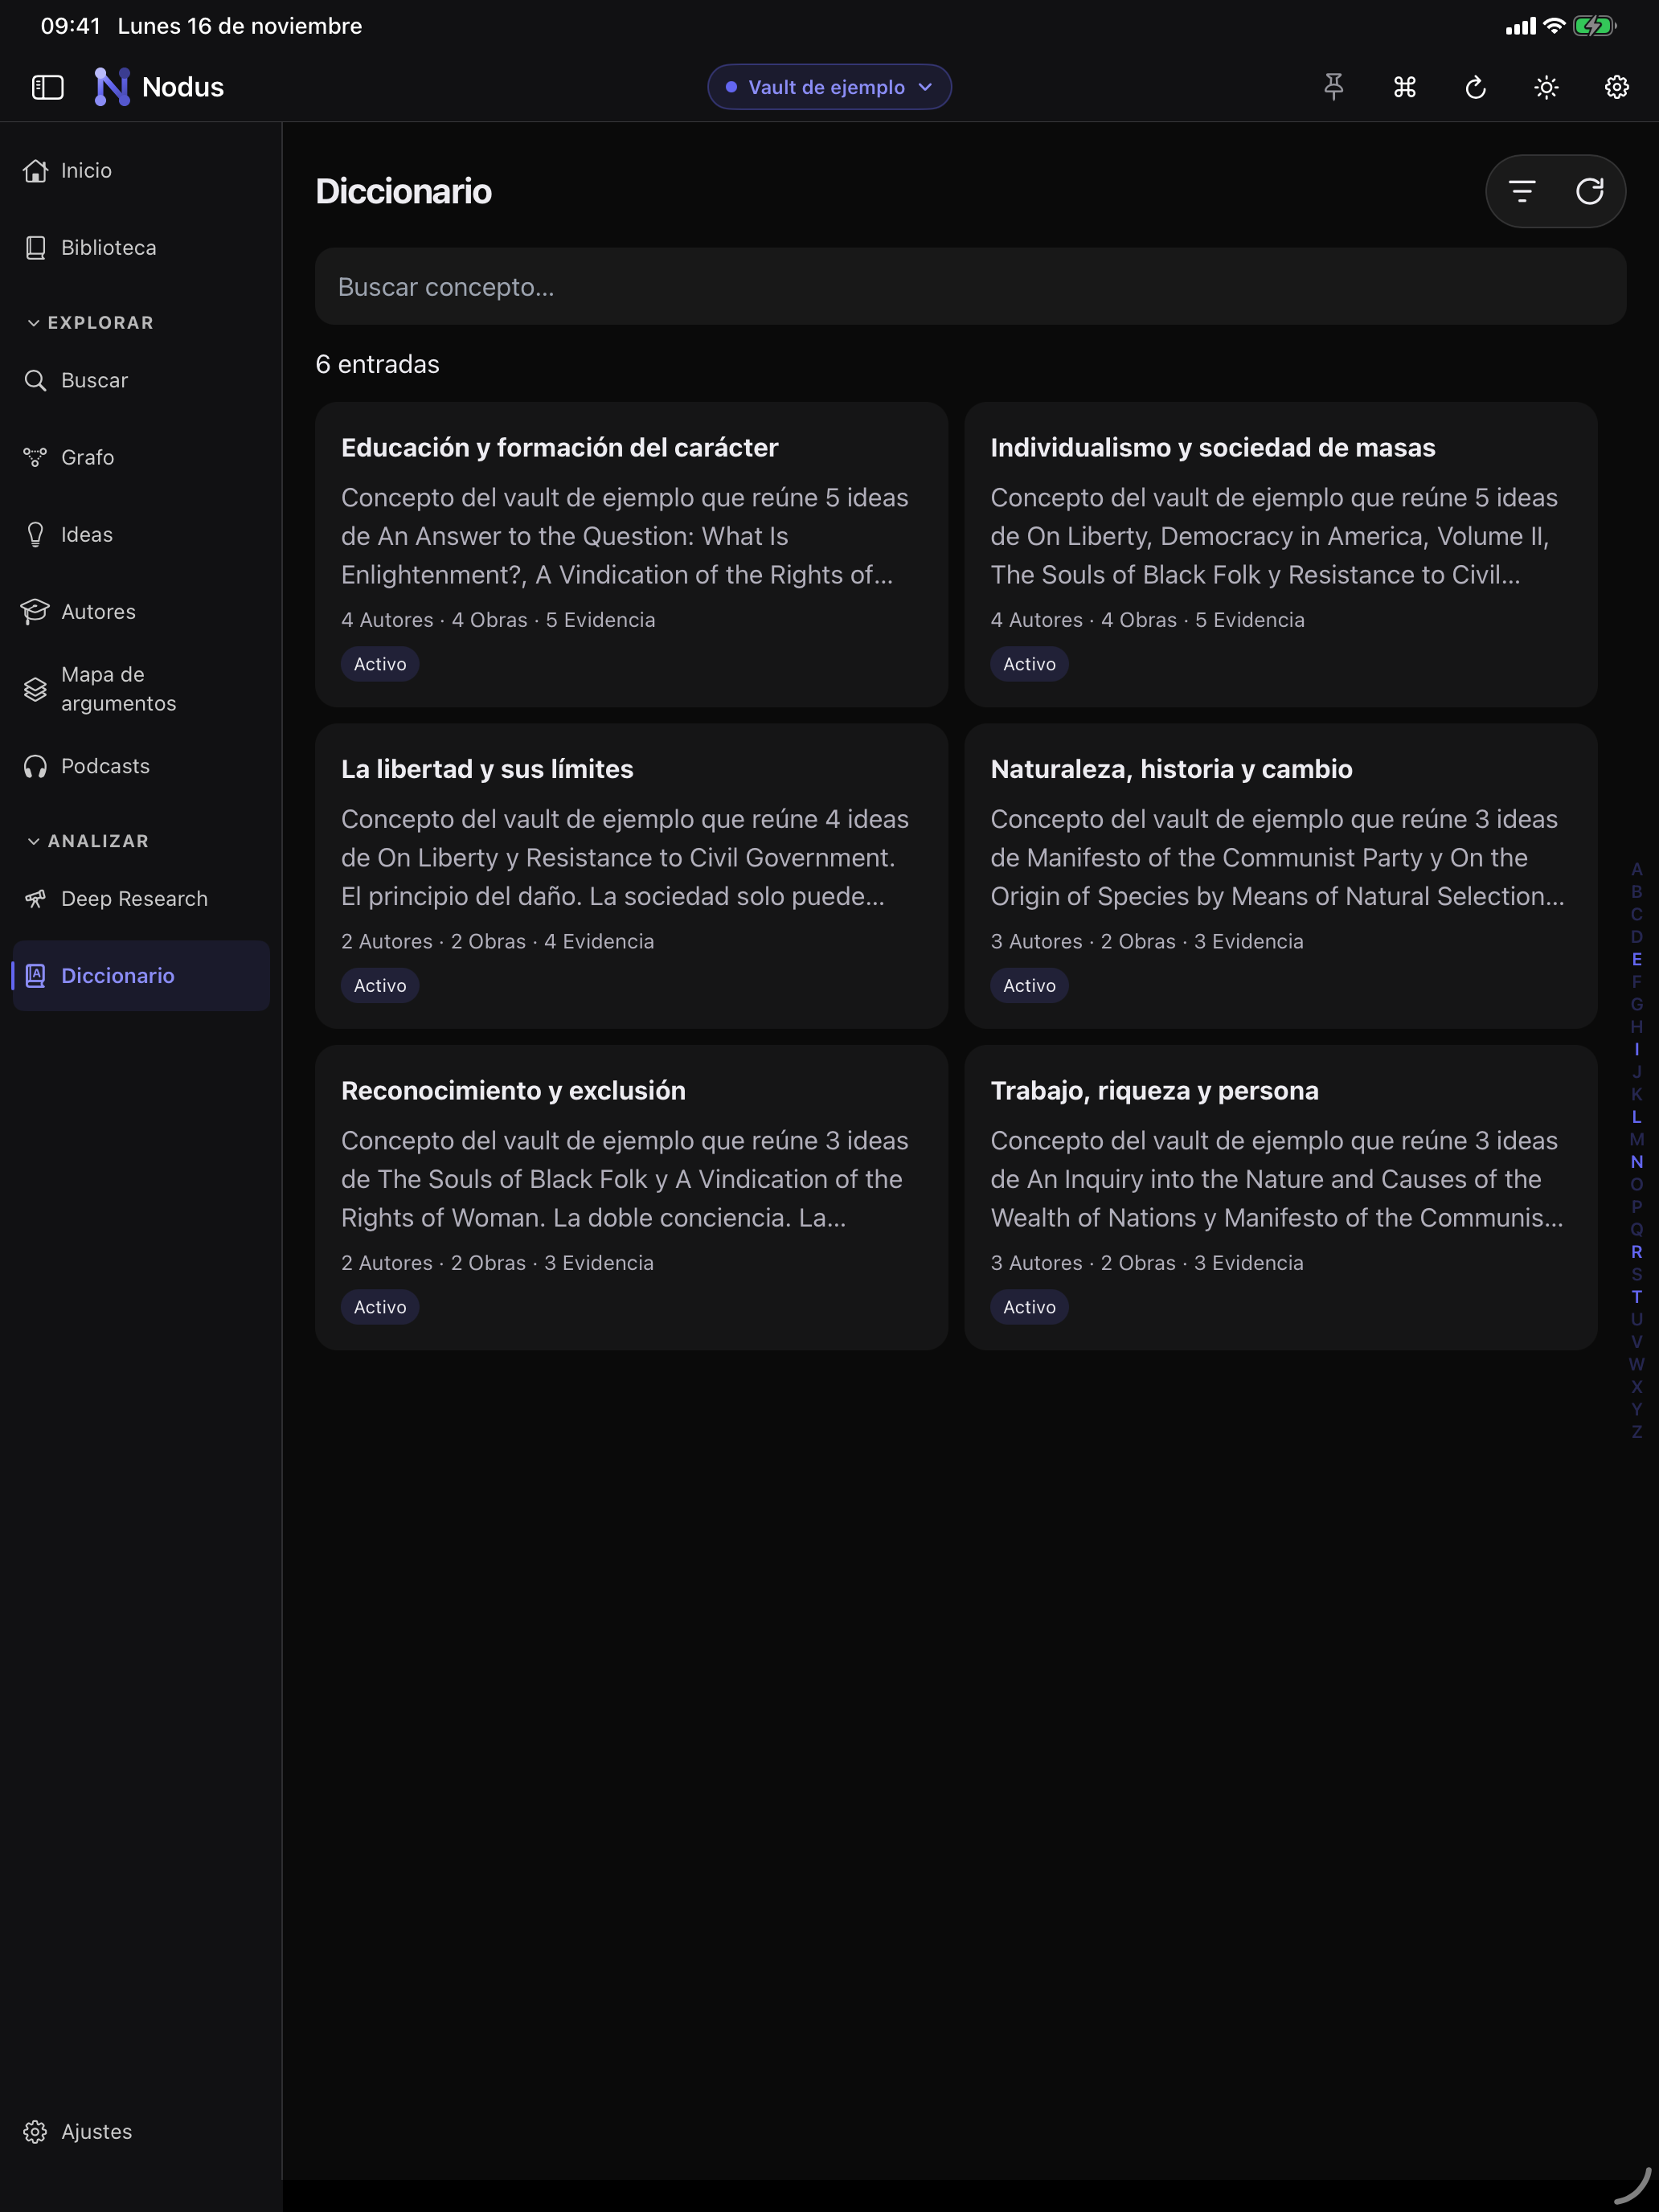 09:41 Lunes 16 de noviembre
Nodus
Vault de ejemplo
Inicio
Biblioteca
EXPLORAR
Buscar
Grafo
Ideas
Autores
Mapa de
argumentos
Podcasts
ANALIZAR
Deep Research
Diccionario
Ajustes
Diccionario
Buscar concepto...
6 entradas
Educación y formación del carácter
Concepto del vault de ejemplo que reúne 5 ideas
de An Answer to the Question: What Is
Enlightenment?, A Vindication of the Rights of...
4 Autores · 4 Obras · 5 Evidencia
Activo
Individualismo y sociedad de masas
Concepto del vault de ejemplo que reúne 5 ideas
de On Liberty, Democracy in America, Volume II,
The Souls of Black Folk y Resistance to Civil...
4 Autores · 4 Obras · 5 Evidencia
Activo
La libertad y sus límites
Concepto del vault de ejemplo que reúne 4 ideas
de On Liberty y Resistance to Civil Government.
El principio del daño. La sociedad solo puede...
2 Autores · 2 Obras · 4 Evidencia
Activo
Naturaleza, historia y cambio
Concepto del vault de ejemplo que reúne 3 ideas
de Manifesto of the Communist Party y On the
Origin of Species by Means of Natural Selection...
3 Autores · 2 Obras · 3 Evidencia
Activo
Reconocimiento y exclusión
Concepto del vault de ejemplo que reúne 3 ideas
de The Souls of Black Folk y A Vindication of the
Rights of Woman. La doble conciencia. La...
2 Autores · 2 Obras · 3 Evidencia
Activo
Trabajo, riqueza y persona
Concepto del vault de ejemplo que reúne 3 ideas
de An Inquiry into the Nature and Causes of the
Wealth of Nations y Manifesto of the Communis...
3 Autores · 2 Obras · 3 Evidencia
Activo
A
B
C
D
E
F
G
H
I
J
K
L
M
N
O
P
Q
R
S
T
U
V
W
X
Y
Z